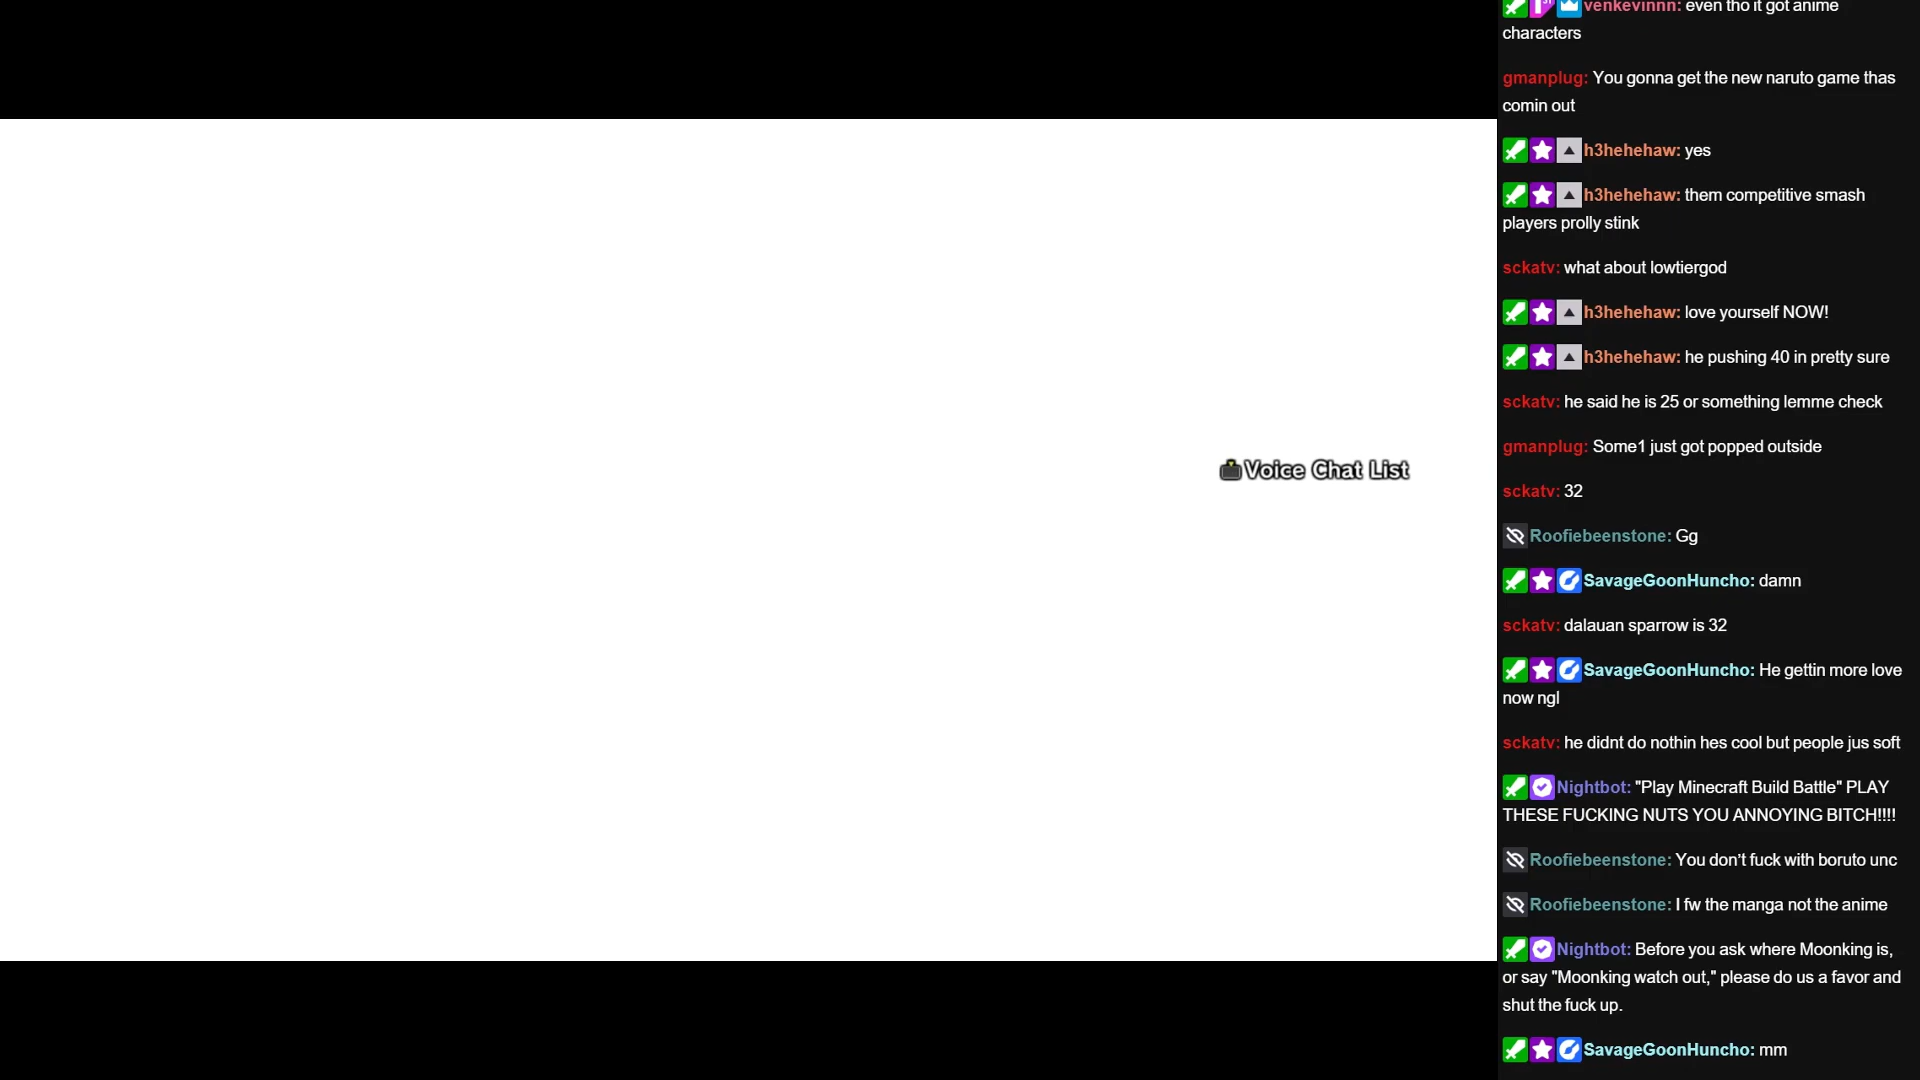 Voice Chat List
venkevinnn: even tho it got anime
characters
gmanplug: You gonna get the new naruto game thas
comin out
h3hehehaw: yes
h3hehehaw: them competitive smash
players prolly stink
sckatv: what about lowtiergod
h3hehehaw: love yourself NOW!
h3hehehaw: he pushing 40 in pretty sure
sckatv: he said he is 25 or something lemme check
gmanplug: Some1 just got popped outside
sckatv: 32
Roofiebeenstone: Gg
SavageGoonHuncho: damn
sckatv: dalauan sparrow is 32
SavageGoonHuncho: He gettin more love
now ngl
sckatv: he didnt do nothin hes cool but people jus soft
Nightbot: "Play Minecraft Build Battle" PLAY
THESE FUCKING NUTS YOU ANNOYING BITCH!!!!
Roofiebeenstone: You don’t fuck with boruto unc
Roofiebeenstone: I fw the manga not the anime
Nightbot: Before you ask where Moonking is,
or say "Moonking watch out," please do us a favor and
shut the fuck up.
SavageGoonHuncho: mm